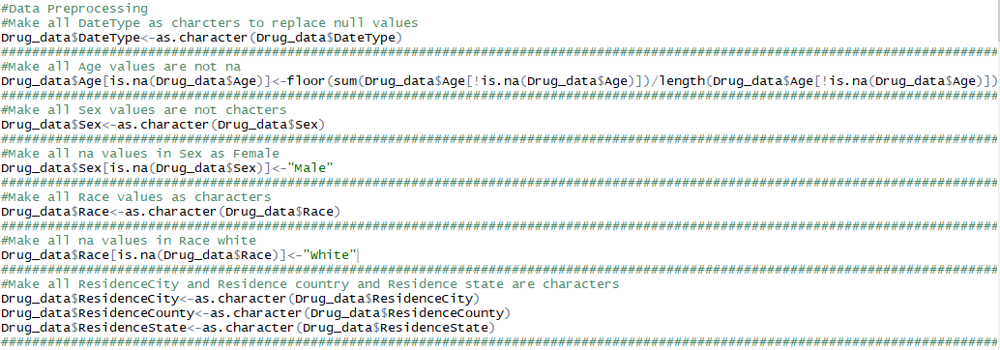 #Data Preprocessing
#Make all DateType as charcters to replace null values
Drug_data$DateType<-as.character(Drug_data$DateType)
################################################################################################################################
#Make all Age values are not na
Drug_data$Age[is.na(Drug_data$Age)]<-floor(sum(Drug_data$Age[!is.na(Drug_data$Age)])/length(Drug_data$Age[!is.na(Drug_data$Age)])
################################################################################################################################
#Make all Sex values are not chacters
Drug_data$Sex<-as.character(Drug_data$Sex)
################################################################################################################################
#Make all na values in Sex as Female
Drug_data$Sex[is.na(Drug_data$Sex)]<-"Male"
################################################################################################################################
#Make all Race values as characters
Drug_data$Race<-as.character(Drug_data$Race)
################################################################################################################################
#Make all na values in Race white
Drug_data$Race[is.na(Drug_data$Race)]<-"White"
################################################################################################################################
#Make all ResidenceCity and Residence country and Residence state are characters
Drug_data$ResidenceCity<-as.character(Drug_data$ResidenceCity)
Drug_data$ResidenceCounty<-as.character(Drug_data$ResidenceCounty)
Drug_data$ResidenceState<-as.character(Drug_data$ResidenceState)
################################################################################################################################